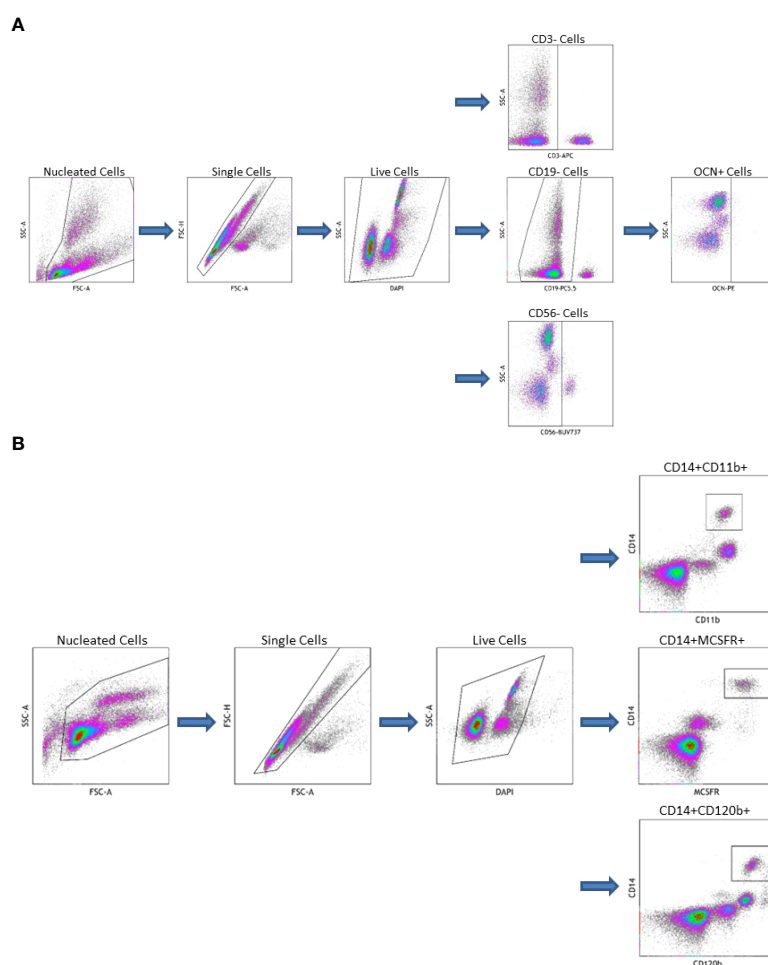 A
CD3- Cells
SSC-A
CD3-APC
Nucleated Cells
Single Cells
Live Cells
CD19- Cells
OCN+ Cells
SSC-A
FSC-H
SSC-A
SSC-A
SSC-A
FSC-A
FSC-A
DAPI
CD19-PC5.5
OCN-PE
CD56- Cells
SSC-A
CD56-BUV737
B
CD14+CD11b+
CD14
CD11b
Nucleated Cells
Single Cells
Live Cells
CD14+MCSFR+
SSC-A
FSC-H
SSC-A
CD14
FSC-A
FSC-A
DAPI
MCSFR
CD14+CD120b+
CD14
CD120b